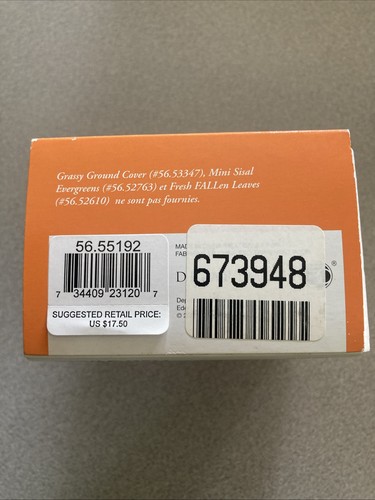 Grassy Ground Cover (#56.53347), Mini Sisal
Evergreens (#56.52763) et Fresh FALLen Leaves
(#56.52610) ne sont pas fournies.
56.55192
7 34409 23120 7
SUGGESTED RETAIL PRICE:
US $17.50
673948
D
®
©